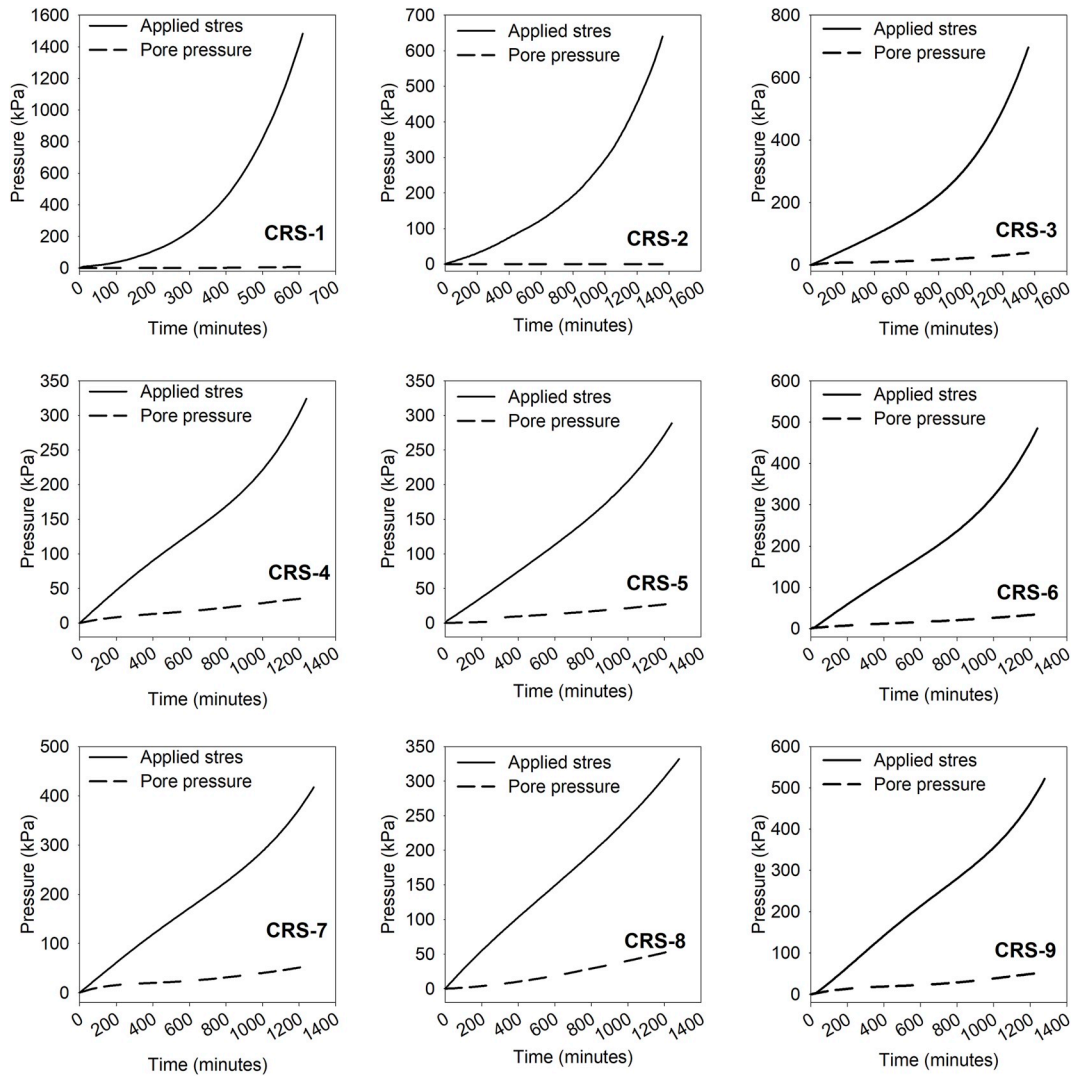 1600
1400
1200
1000
800
600
400
200
0
Pressure (kPa)
Applied stres
Pore pressure
CRS-1
0 100 200 300 400 500 600 700
Time (minutes)
700
600
500
400
300
200
100
0
Pressure (kPa)
Applied stres
Pore pressure
CRS-2
0 200 400 600 800 1000 1200 1400 1600
Time (minutes)
800
600
400
200
0
Pressure (kPa)
Applied stres
Pore pressure
CRS-3
0 200 400 600 800 1000 1200 1400 1600
Time (minutes)
350
300
250
200
150
100
50
0
Pressure (kPa)
Applied stres
Pore pressure
CRS-4
0 200 400 600 800 1000 1200 1400
Time (minutes)
350
300
250
200
150
100
50
0
Pressure (kPa)
Applied stres
Pore pressure
CRS-5
0 200 400 600 800 1000 1200 1400
Time (minutes)
600
500
400
300
200
100
0
Pressure (kPa)
Applied stres
Pore pressure
CRS-6
0 200 400 600 800 1000 1200 1400
Time (minutes)
500
400
300
200
100
0
Pressure (kPa)
Applied stres
Pore pressure
CRS-7
0 200 400 600 800 1000 1200 1400
Time (minutes)
350
300
250
200
150
100
50
0
Pressure (kPa)
Applied stres
Pore pressure
CRS-8
0 200 400 600 800 1000 1200 1400
Time (minutes)
600
500
400
300
200
100
0
Pressure (kPa)
Applied stres
Pore pressure
CRS-9
0 200 400 600 800 1000 1200 1400
Time (minutes)